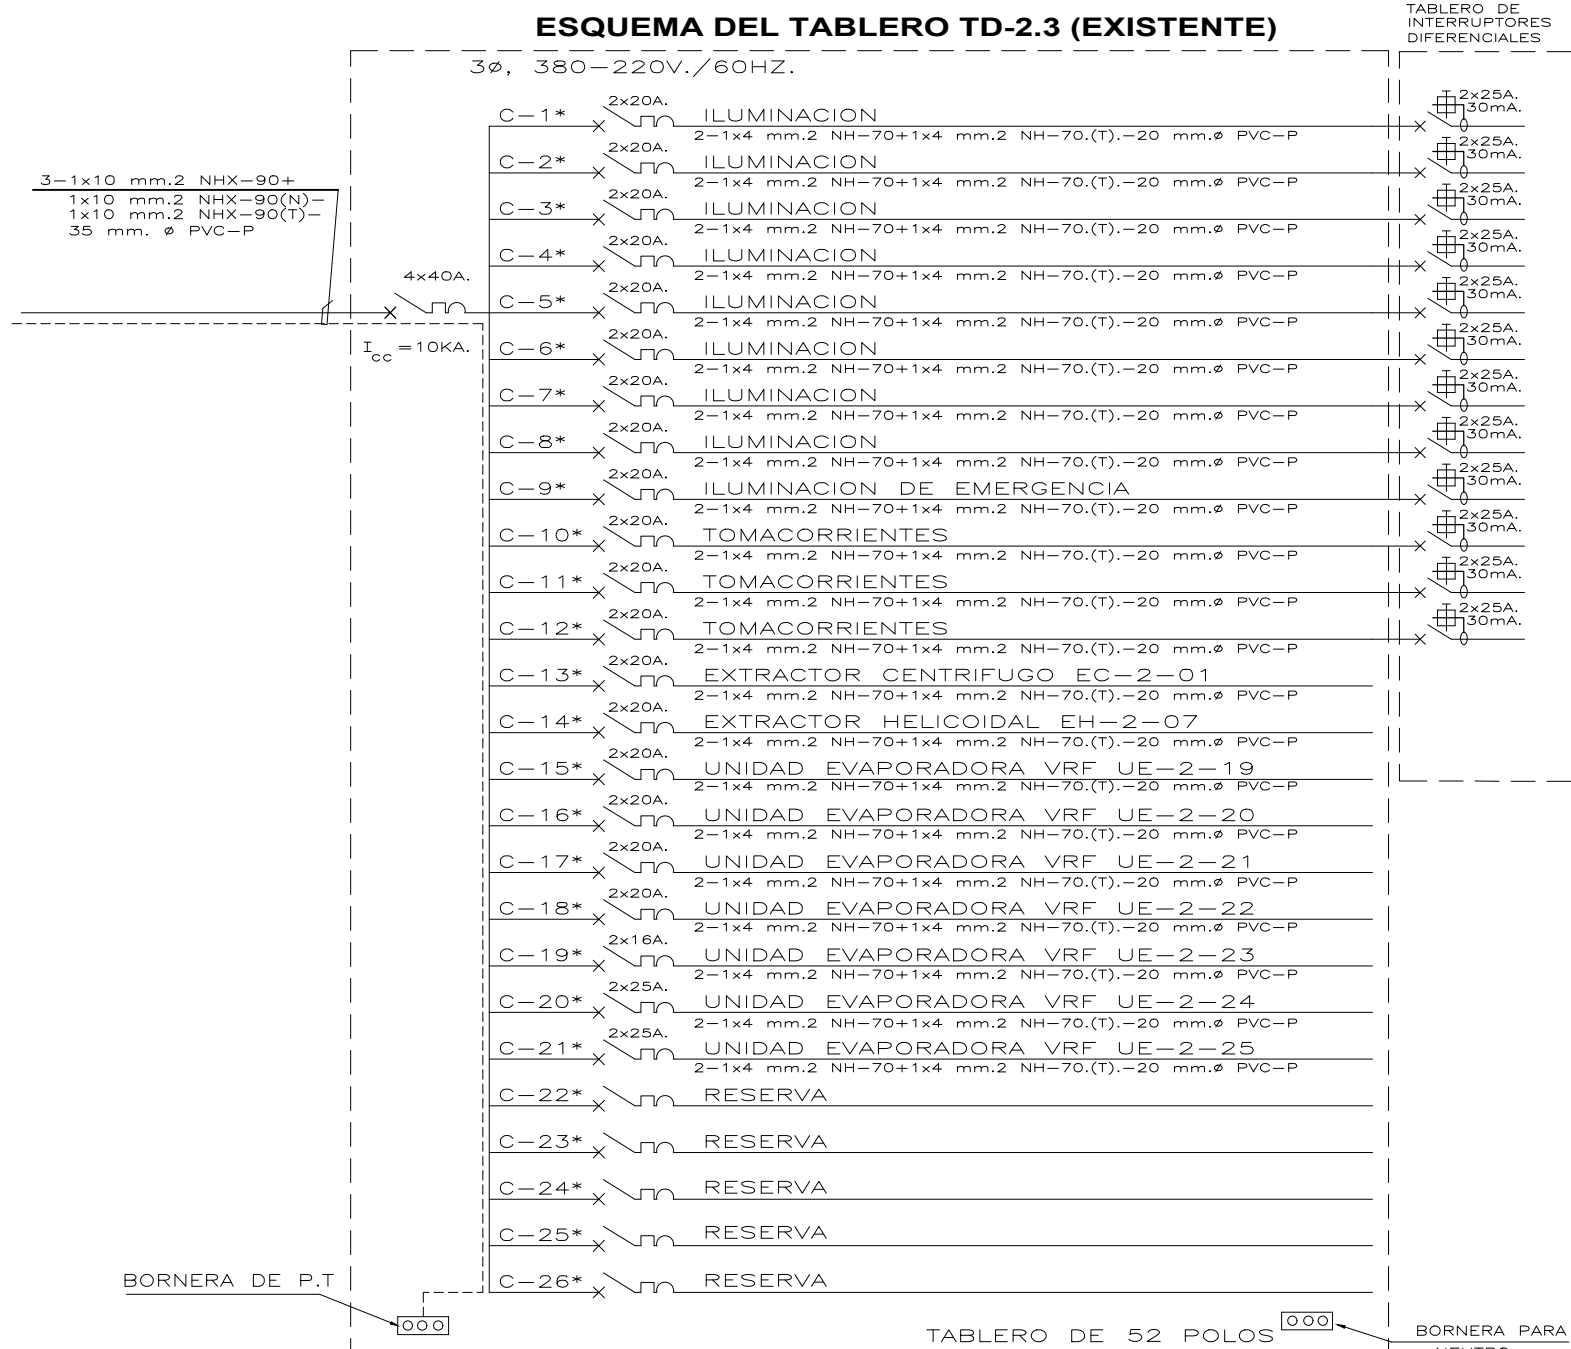 ESQUEMA DEL TABLERO TD-2.3 (EXISTENTE)
TABLERO DE
INTERRUPTORES
DIFERENCIALES
3ø, 380-220V./60HZ.
3-1x10 mm.2 NHX-90+
1x10 mm.2 NHX-90(N)-
1x10 mm.2 NHX-90(T)-
35 mm. ø PVC-P
4x40A.
Icc=10KA.
C-1* 2x20A. ILUMINACION 2x25A.
2-1x4 mm.2 NH-70+1x4 mm.2 NH-70.(T).-20 mm.ø PVC-P 30mA.
C-2* 2x20A. ILUMINACION 2x25A.
2-1x4 mm.2 NH-70+1x4 mm.2 NH-70.(T).-20 mm.ø PVC-P 30mA.
C-3* 2x20A. ILUMINACION 2x25A.
2-1x4 mm.2 NH-70+1x4 mm.2 NH-70.(T).-20 mm.ø PVC-P 30mA.
C-4* 2x20A. ILUMINACION 2x25A.
2-1x4 mm.2 NH-70+1x4 mm.2 NH-70.(T).-20 mm.ø PVC-P 30mA.
C-5* 2x20A. ILUMINACION 2x25A.
2-1x4 mm.2 NH-70+1x4 mm.2 NH-70.(T).-20 mm.ø PVC-P 30mA.
C-6* 2x20A. ILUMINACION 2x25A.
2-1x4 mm.2 NH-70+1x4 mm.2 NH-70.(T).-20 mm.ø PVC-P 30mA.
C-7* 2x20A. ILUMINACION 2x25A.
2-1x4 mm.2 NH-70+1x4 mm.2 NH-70.(T).-20 mm.ø PVC-P 30mA.
C-8* 2x20A. ILUMINACION 2x25A.
2-1x4 mm.2 NH-70+1x4 mm.2 NH-70.(T).-20 mm.ø PVC-P 30mA.
C-9* 2x20A. ILUMINACION DE EMERGENCIA 2x25A.
2-1x4 mm.2 NH-70+1x4 mm.2 NH-70.(T).-20 mm.ø PVC-P 30mA.
C-10* 2x20A. TOMACORRIENTES 2x25A.
2-1x4 mm.2 NH-70+1x4 mm.2 NH-70.(T).-20 mm.ø PVC-P 30mA.
C-11* 2x20A. TOMACORRIENTES 2x25A.
2-1x4 mm.2 NH-70+1x4 mm.2 NH-70.(T).-20 mm.ø PVC-P 30mA.
C-12* 2x20A. TOMACORRIENTES 2x25A.
2-1x4 mm.2 NH-70+1x4 mm.2 NH-70.(T).-20 mm.ø PVC-P 30mA.
C-13* 2x20A. EXTRACTOR CENTRIFUGO EC-2-01
2-1x4 mm.2 NH-70+1x4 mm.2 NH-70.(T).-20 mm.ø PVC-P
C-14* 2x20A. EXTRACTOR HELICOIDAL EH-2-07
2-1x4 mm.2 NH-70+1x4 mm.2 NH-70.(T).-20 mm.ø PVC-P
C-15* 2x20A. UNIDAD EVAPORADORA VRF UE-2-19
2-1x4 mm.2 NH-70+1x4 mm.2 NH-70.(T).-20 mm.ø PVC-P
C-16* 2x20A. UNIDAD EVAPORADORA VRF UE-2-20
2-1x4 mm.2 NH-70+1x4 mm.2 NH-70.(T).-20 mm.ø PVC-P
C-17* 2x20A. UNIDAD EVAPORADORA VRF UE-2-21
2-1x4 mm.2 NH-70+1x4 mm.2 NH-70.(T).-20 mm.ø PVC-P
C-18* 2x20A. UNIDAD EVAPORADORA VRF UE-2-22
2-1x4 mm.2 NH-70+1x4 mm.2 NH-70.(T).-20 mm.ø PVC-P
C-19* 2x16A. UNIDAD EVAPORADORA VRF UE-2-23
2-1x4 mm.2 NH-70+1x4 mm.2 NH-70.(T).-20 mm.ø PVC-P
C-20* 2x25A. UNIDAD EVAPORADORA VRF UE-2-24
2-1x4 mm.2 NH-70+1x4 mm.2 NH-70.(T).-20 mm.ø PVC-P
C-21* 2x25A. UNIDAD EVAPORADORA VRF UE-2-25
2-1x4 mm.2 NH-70+1x4 mm.2 NH-70.(T).-20 mm.ø PVC-P
C-22* RESERVA
C-23* RESERVA
C-24* RESERVA
C-25* RESERVA
C-26* RESERVA
BORNERA DE P.T
TABLERO DE 52 POLOS
BORNERA PARA